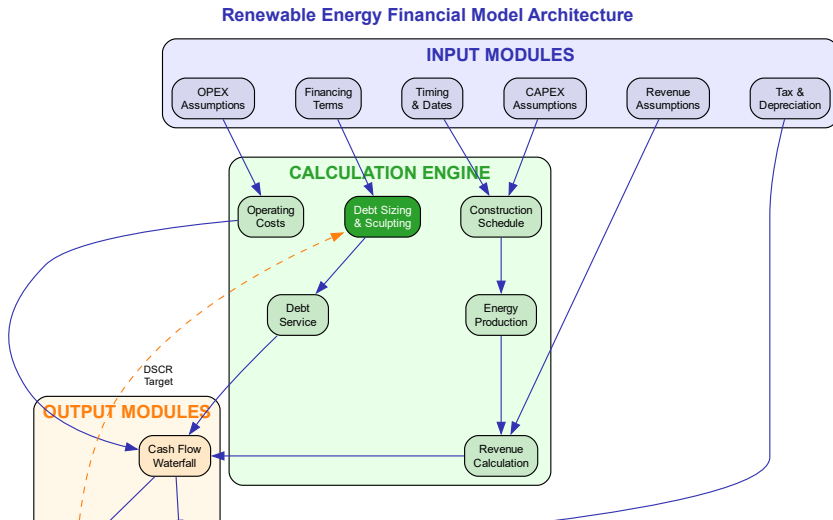 Renewable Energy Financial Model Architecture
INPUT MODULES
OPEX
Assumptions
Financing
Terms
Timing
& Dates
CAPEX
Assumptions
Revenue
Assumptions
Tax &
Depreciation
CALCULATION ENGINE
Operating
Costs
Debt Sizing
& Sculpting
Construction
Schedule
Debt
Service
Energy
Production
DSCR
Target
OUTPUT MODULES
Cash Flow
Waterfall
Revenue
Calculation